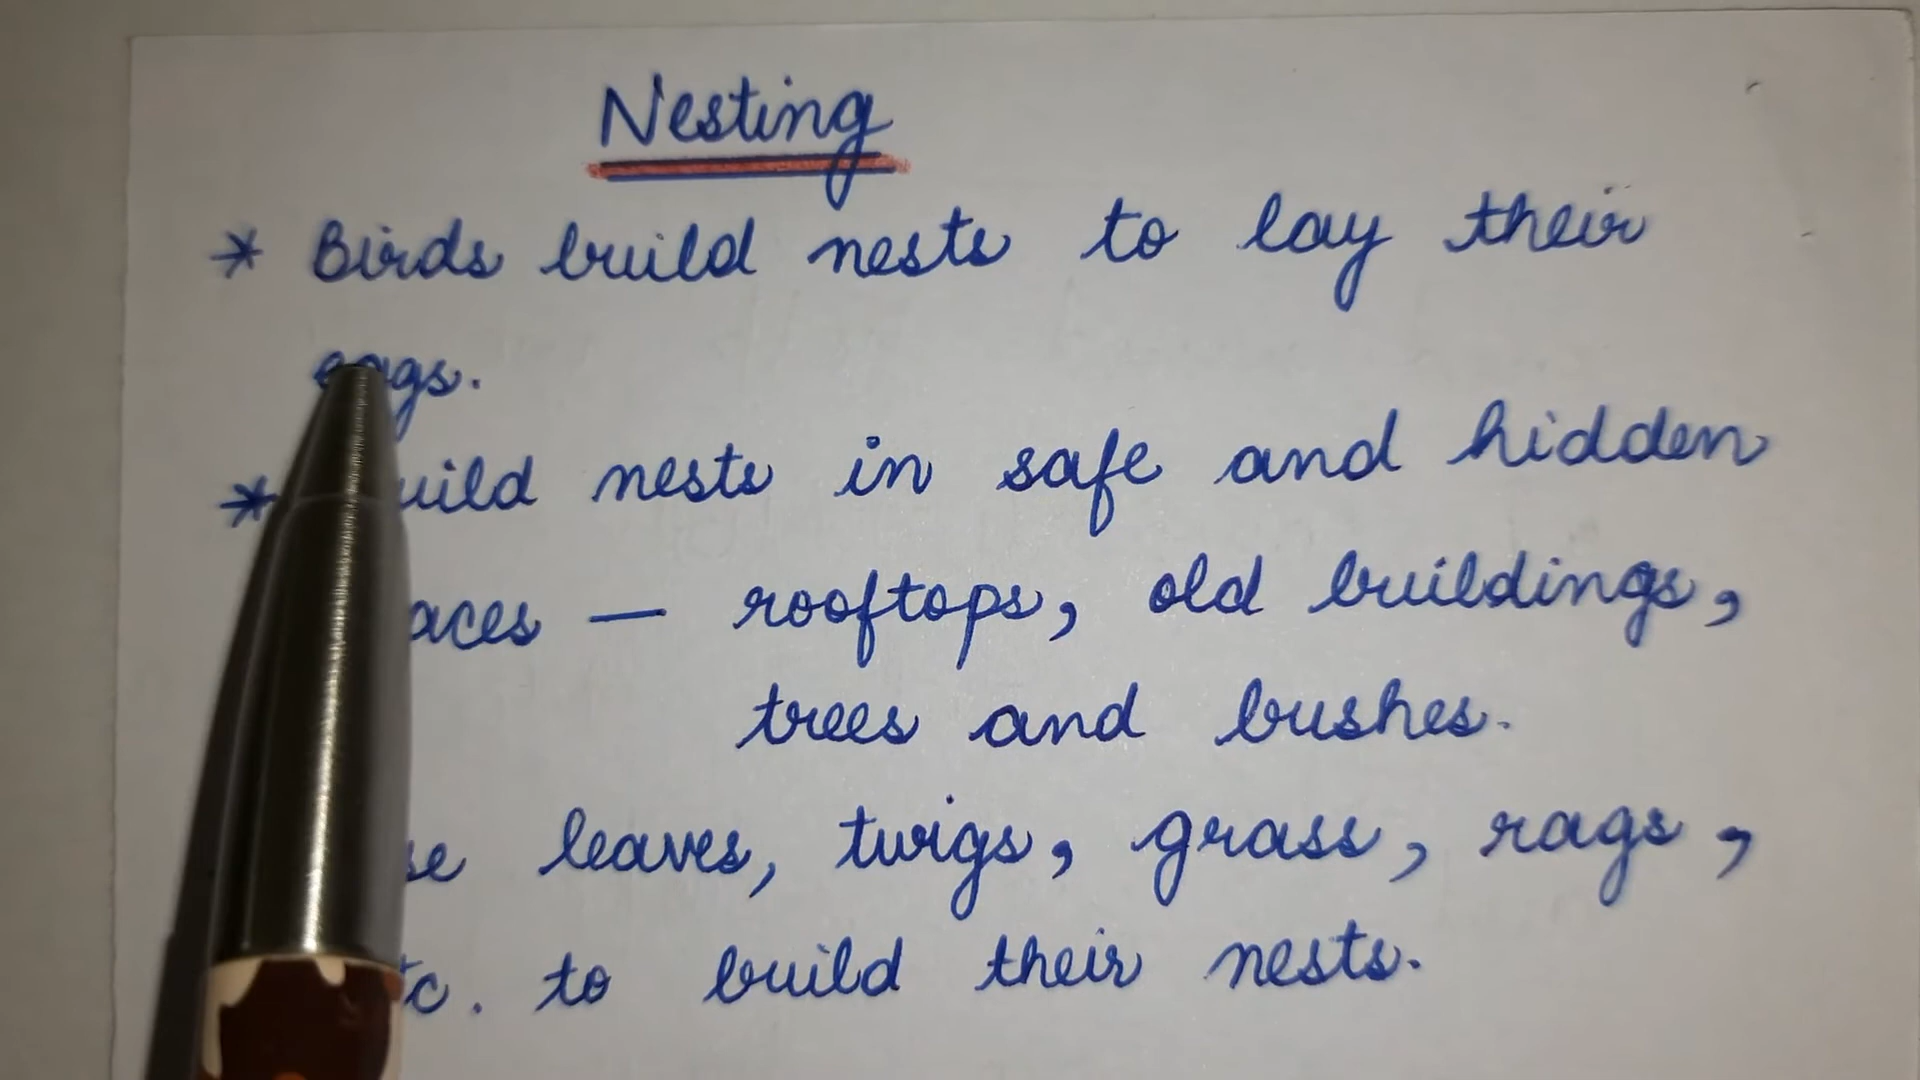 Nesting
* Birds build nests to lay their
eggs.
* nests in safe and hidden
— rooftops, old buildings,
trees and bushes.
leaves, twigs, grass, rags,
to build their nests.